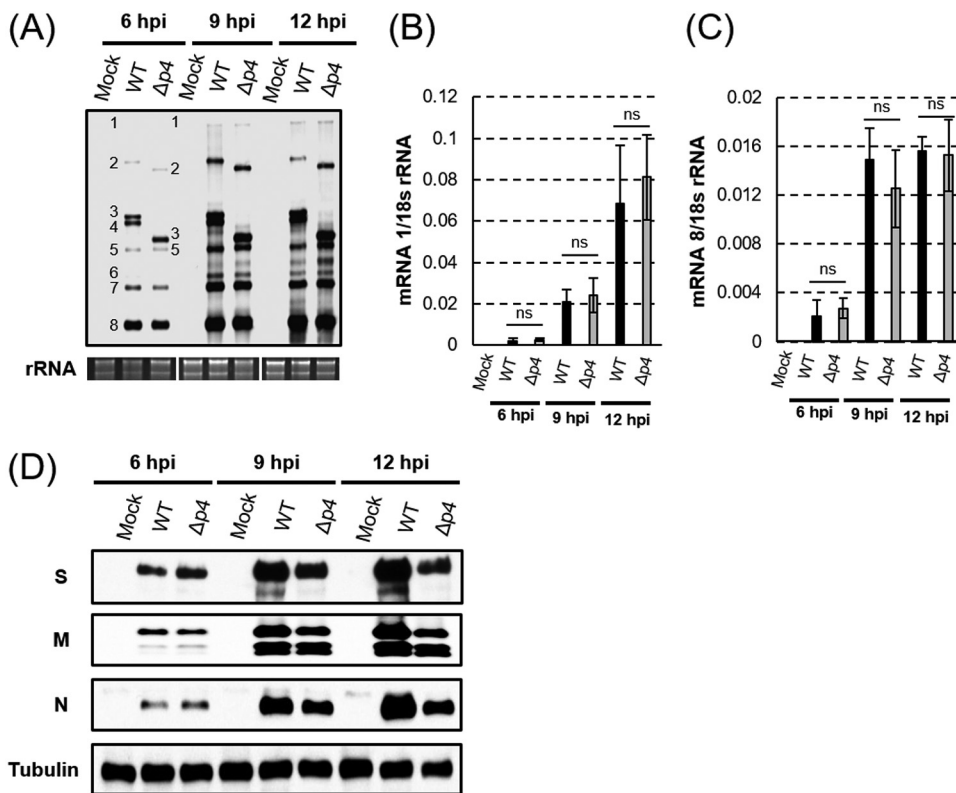 (A)
6 hpi 9 hpi 12 hpi
Mock WT Δp4 Mock WT Δp4 Mock WT Δp4
1 1
2 2
3
4 3
5 5
6
7
8
rRNA
(B)
mRNA 1/18s rRNA
0.12
0.1
0.08
0.06
0.04
0.02
0
ns
ns
ns
Mock WT Δp4 WT Δp4 WT Δp4
6 hpi 9 hpi 12 hpi
(C)
mRNA 8/18s rRNA
0.02
0.016
0.012
0.008
0.004
0
ns ns
ns
Mock WT Δp4 WT Δp4 WT Δp4
6 hpi 9 hpi 12 hpi
(D)
6 hpi 9 hpi 12 hpi
Mock WT Δp4 Mock WT Δp4 Mock WT Δp4
S
M
N
Tubulin